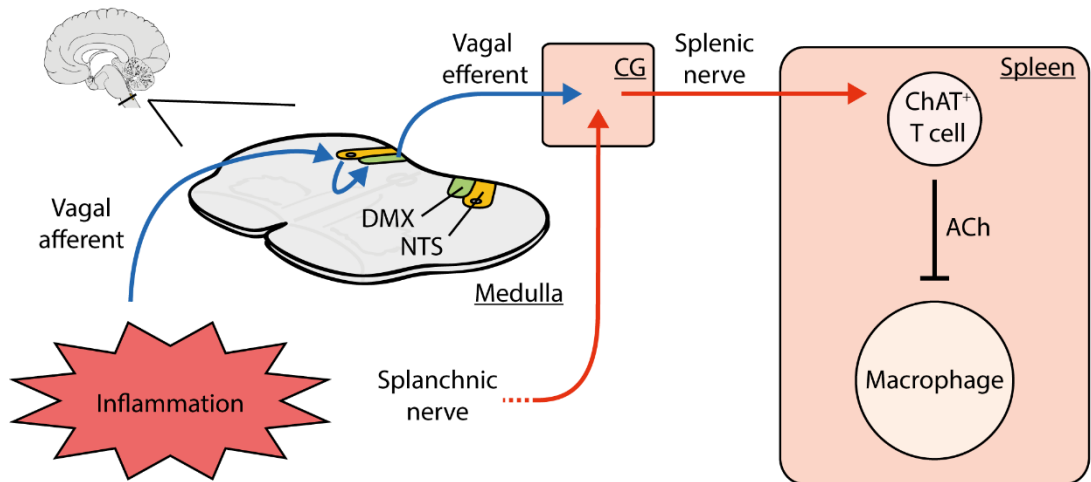 Vagal
efferent
CG
Splenic
nerve
Spleen
ChAT⁺
T cell
Vagal
afferent
DMX
NTS
ACh
Medulla
Inflammation
Splanchnic
nerve
Macrophage